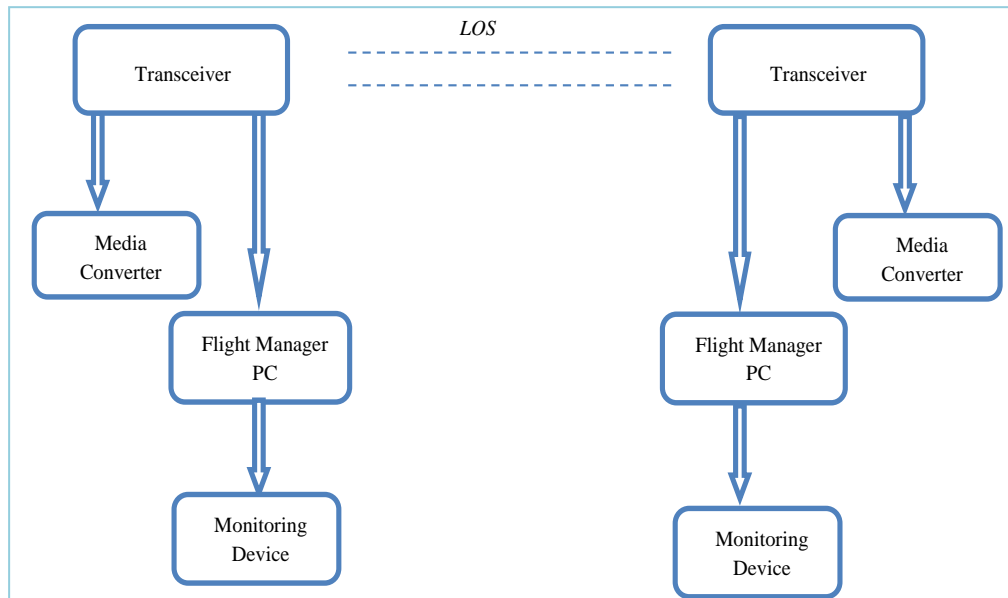 LOS
Transceiver
Transceiver
Media
Converter
Media
Converter
Flight Manager
PC
Flight Manager
PC
Monitoring
Device
Monitoring
Device